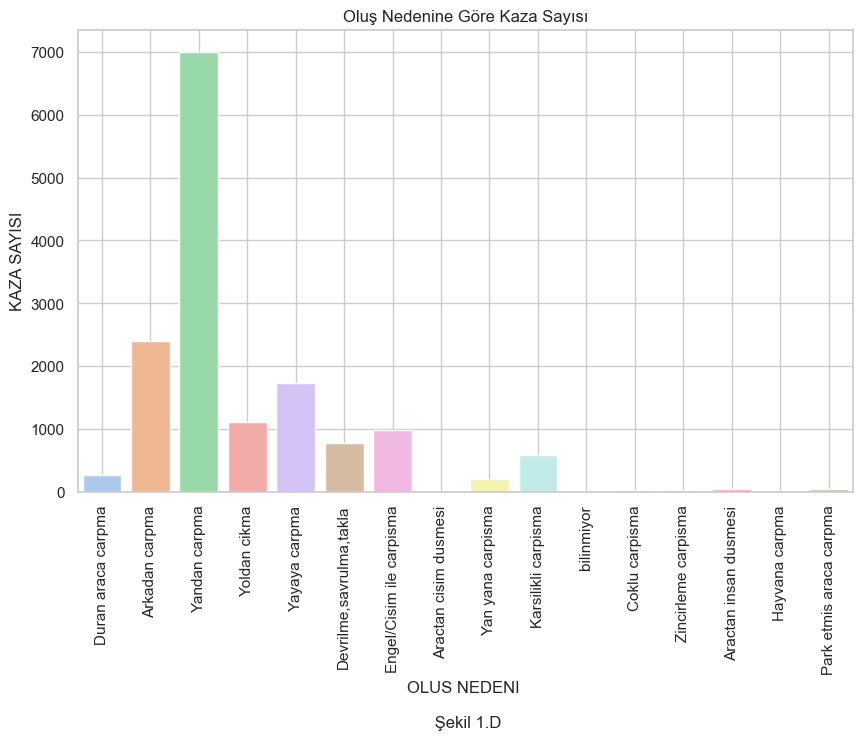 Oluş Nedenine Göre Kaza Sayısı
KAZA SAYISI
7000
6000
5000
4000
3000
2000
1000
0
Duran araca carpma
Arkadan carpma
Yandan carpma
Yoldan cikma
Yayaya carpma
Devrilme,savrulma,takla
Engel/Cisim ile carpisma
Aractan cisim dusmesi
Yan yana carpisma
Karsilikli carpisma
bilinmiyor
Coklu carpisma
Zincirleme carpisma
Aractan insan dusmesi
Hayvana carpma
Park etmis araca carpma
OLUS NEDENI
Şekil 1.D